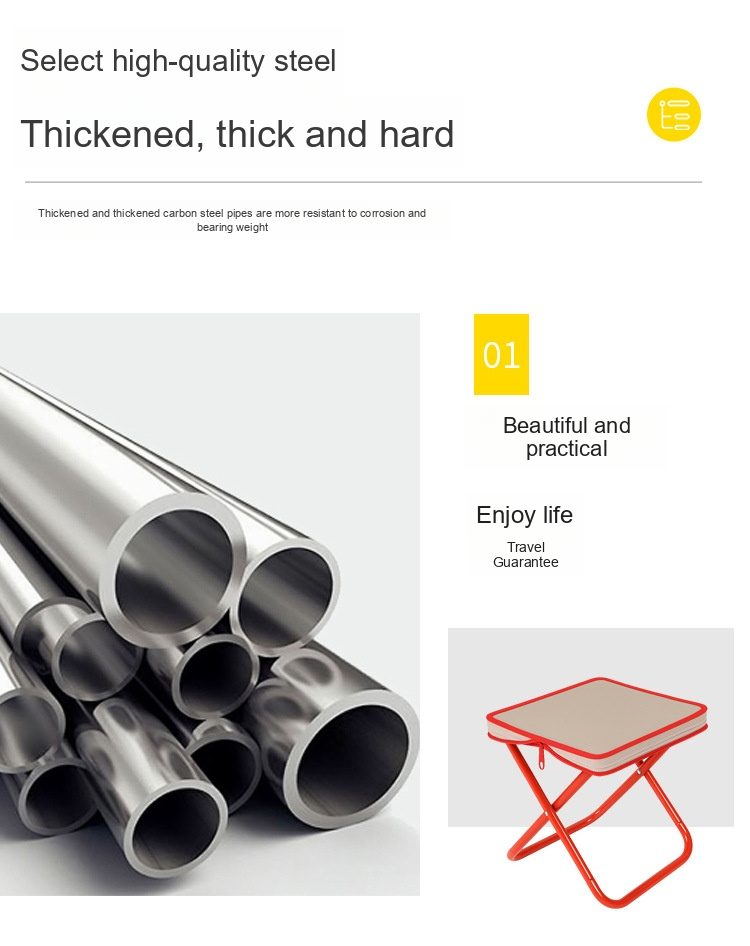 Select high-quality steel
Thickened, thick and hard
Thickened and thickened carbon steel pipes are more resistant to corrosion and
bearing weight
01
Beautiful and
practical
Enjoy life
Travel
Guarantee